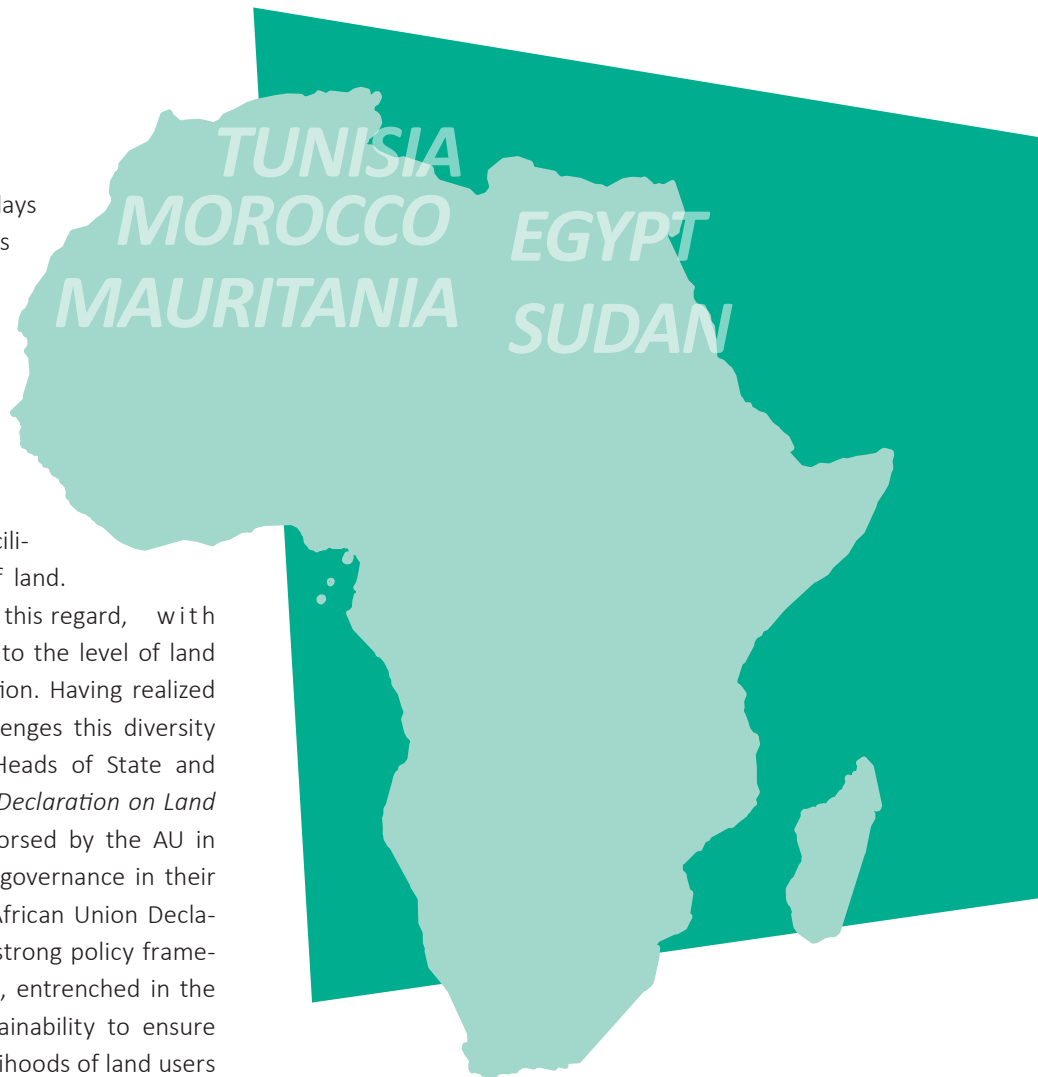 TUNISIA
MOROCCO
MAURITANIA
EGYPT
SUDAN
lays
s
cili-
f land.
this regard, with
to the level of land
tion. Having realized
enges this diversity
Heads of State and
Declaration on Land
orsed by the AU in
governance in their
African Union Decla-
strong policy frame-
, entrenched in the
ainability to ensure
ihoods of land users